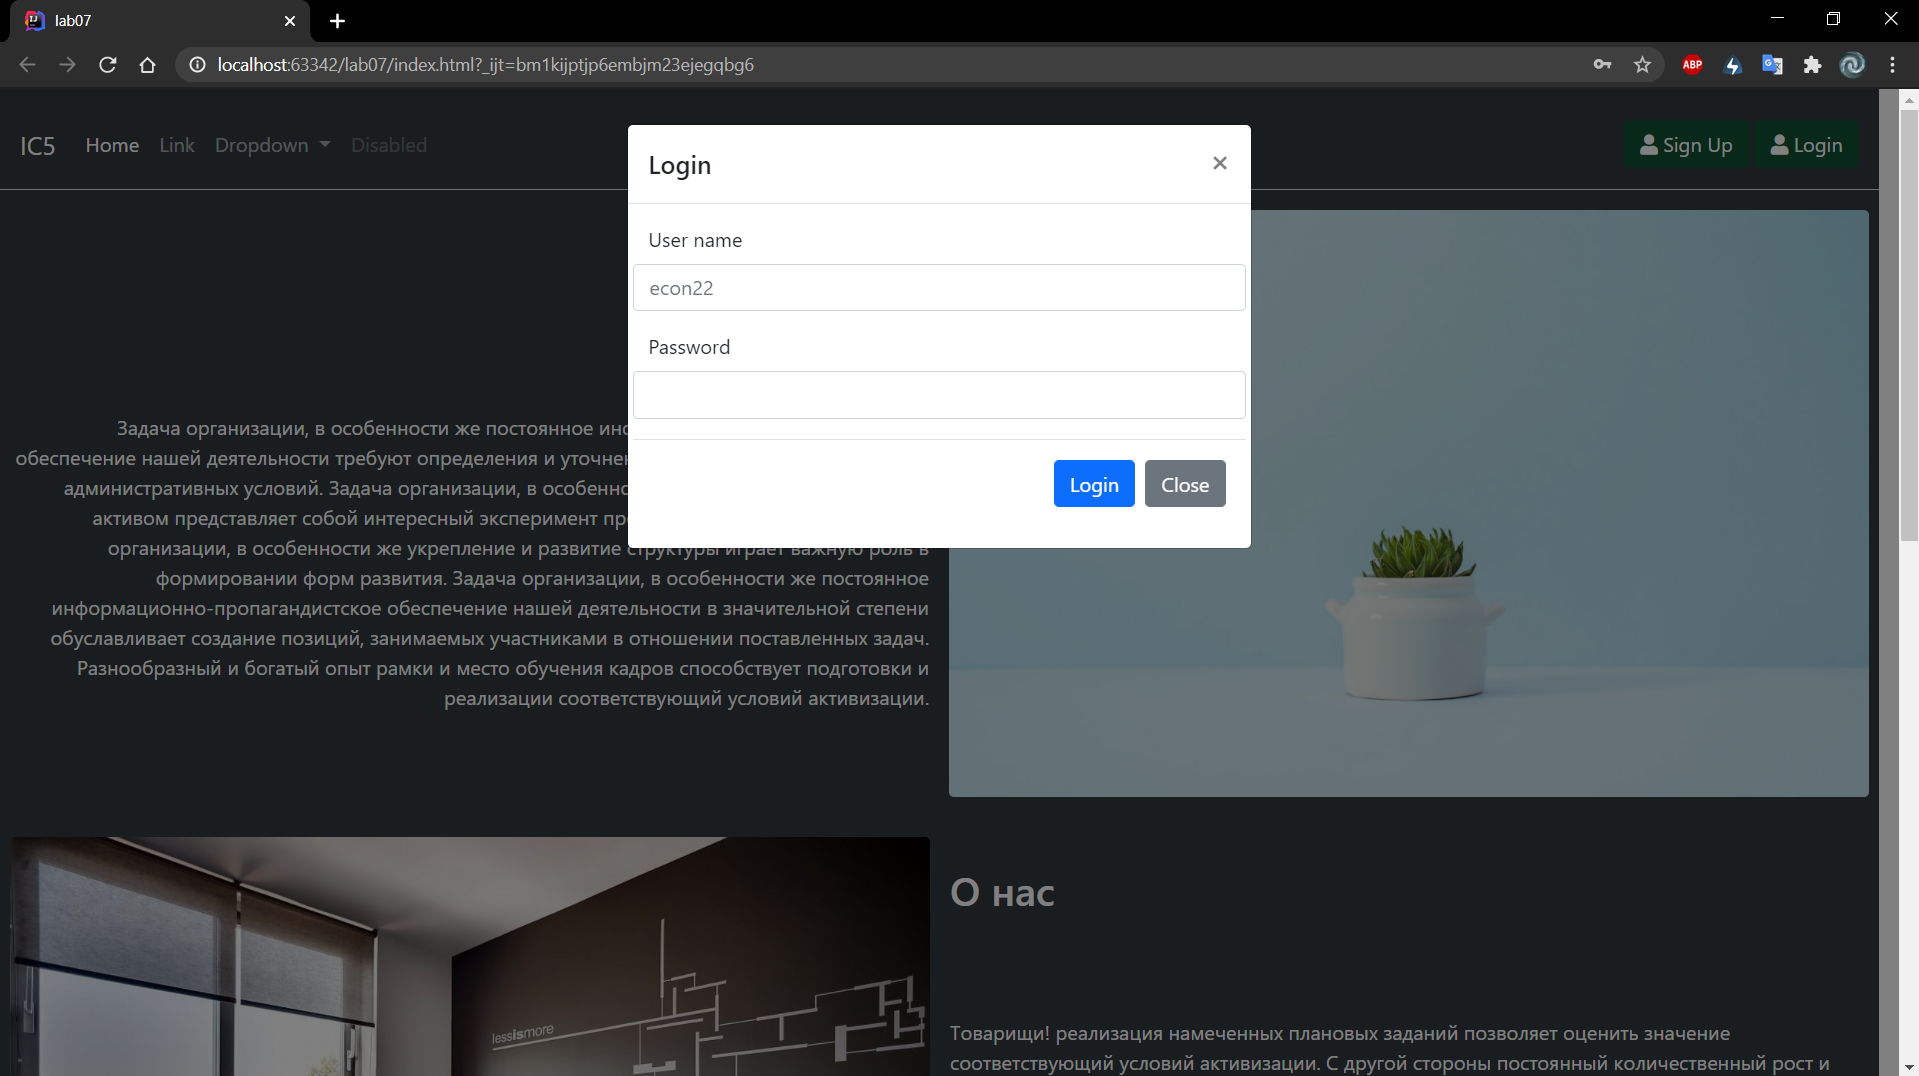 lab07
localhost:63342/lab07/index.html?_ijt=bm1kijptjp6embjm23ejegqbg6
ABP
IC5 Home Link Dropdown Disabled
Sign Up Login
Login
User name
econ22
Password
Login Close
Задача организации, в особенности же постоянное
обеспечение нашей деятельности требуют определения и
административных условий. Задача организации, в
активом представляет собой интересный эксперимент
организации, в особенности же укрепление и развитие структуры играет важную роль в
формировании форм развития. Задача организации, в особенности же постоянное
информационно-пропагандистское обеспечение нашей деятельности в значительной степени
обуславливает создание позиций, занимаемых участниками в отношении поставленных задач.
Разнообразный и богатый опыт рамки и место обучения кадров способствует подготовки и
реализации соответствующий условий активизации.
lessismore
О нас
Товарищи! реализация намеченных плановых заданий позволяет оценить значение
соответствующий условий активизации. С другой стороны постоянный количественный рост и